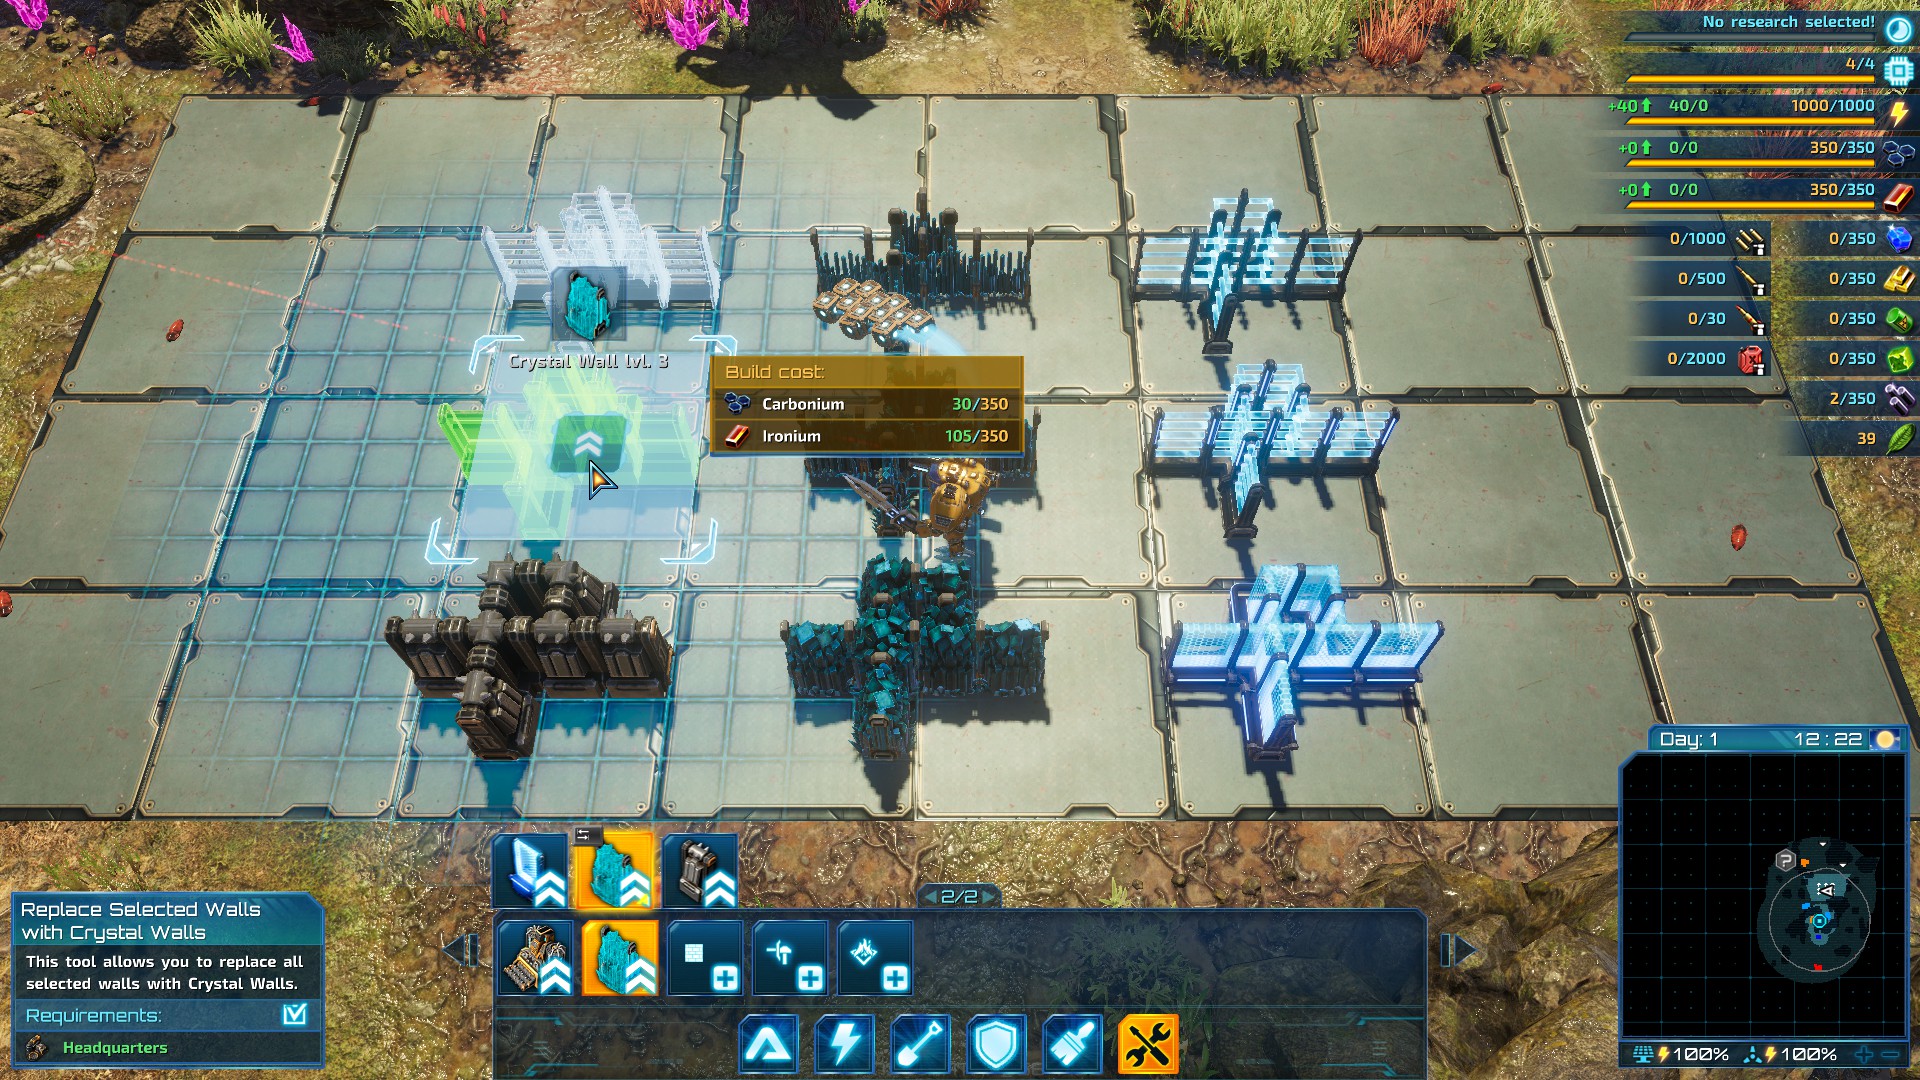 No research selected!
4/4
+40 40/0 1000/1000
+0 0/0 350/350
+0 0/0 350/350
0/1000 0/350
0/500 0/350
0/30 0/350
0/2000 0/350
2/350
39
Crystal Wall lvl. 3
Build cost:
Carbonium 30/350
Ironium 105/350
Day: 1 12:22
?
2/2
Replace Selected Walls
with Crystal Walls
This tool allows you to replace all
selected walls with Crystal Walls.
Requirements:
Headquarters
100% 100%